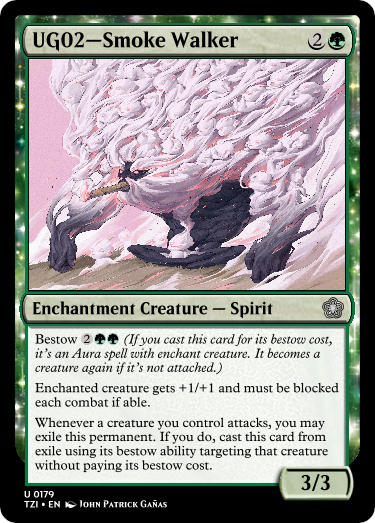 UG02—Smoke Walker 2
Enchantment Creature — Spirit
Bestow 2 (If you cast this card for its bestow cost,
it's an Aura spell with enchant creature. It becomes a
creature again if it's not attached.)
Enchanted creature gets +1/+1 and must be blocked
each combat if able.
Whenever a creature you control attacks, you may
exile this permanent. If you do, cast this card from
exile using its bestow ability targeting that creature
without paying its bestow cost.
3/3
U 0179
TZI • EN John Patrick Gañas